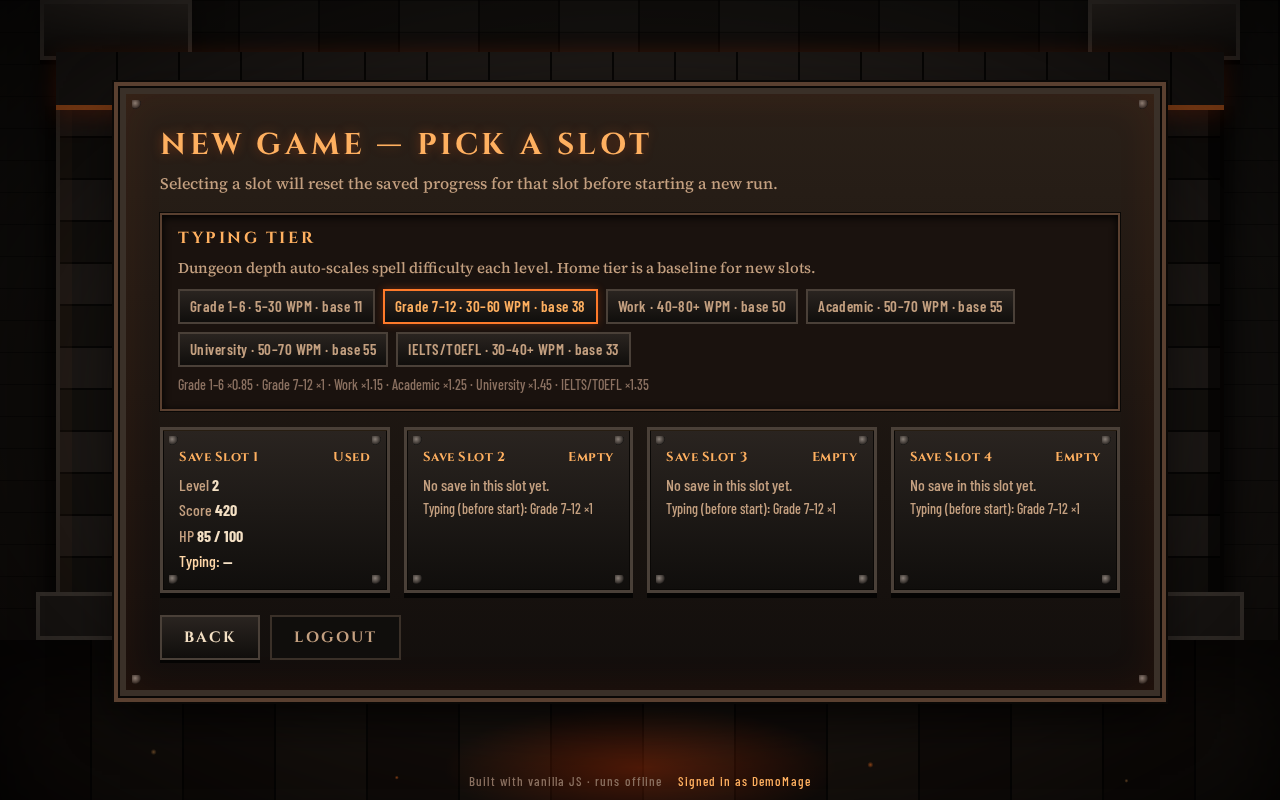 NEW GAME — PICK A SLOT
Selecting a slot will reset the saved progress for that slot before starting a new run.
TYPING TIER
Dungeon depth auto-scales spell difficulty each level. Home tier is a baseline for new slots.
Grade 1–6 · 5–30 WPM · base 11
Grade 7–12 · 30–60 WPM · base 38
Work · 40–80+ WPM · base 50
Academic · 50–70 WPM · base 55
University · 50–70 WPM · base 55
IELTS/TOEFL · 30–40+ WPM · base 33
Grade 1–6 ×0.85 · Grade 7–12 ×1 · Work ×1.15 · Academic ×1.25 · University ×1.45 · IELTS/TOEFL ×1.35
Save Slot 1 Used
Level 2
Score 420
HP 85 / 100
Typing: —
Save Slot 2 Empty
No save in this slot yet.
Typing (before start): Grade 7–12 ×1
Save Slot 3 Empty
No save in this slot yet.
Typing (before start): Grade 7–12 ×1
Save Slot 4 Empty
No save in this slot yet.
Typing (before start): Grade 7–12 ×1
BACK
LOGOUT
Built with vanilla JS · runs offline Signed in as DemoMage